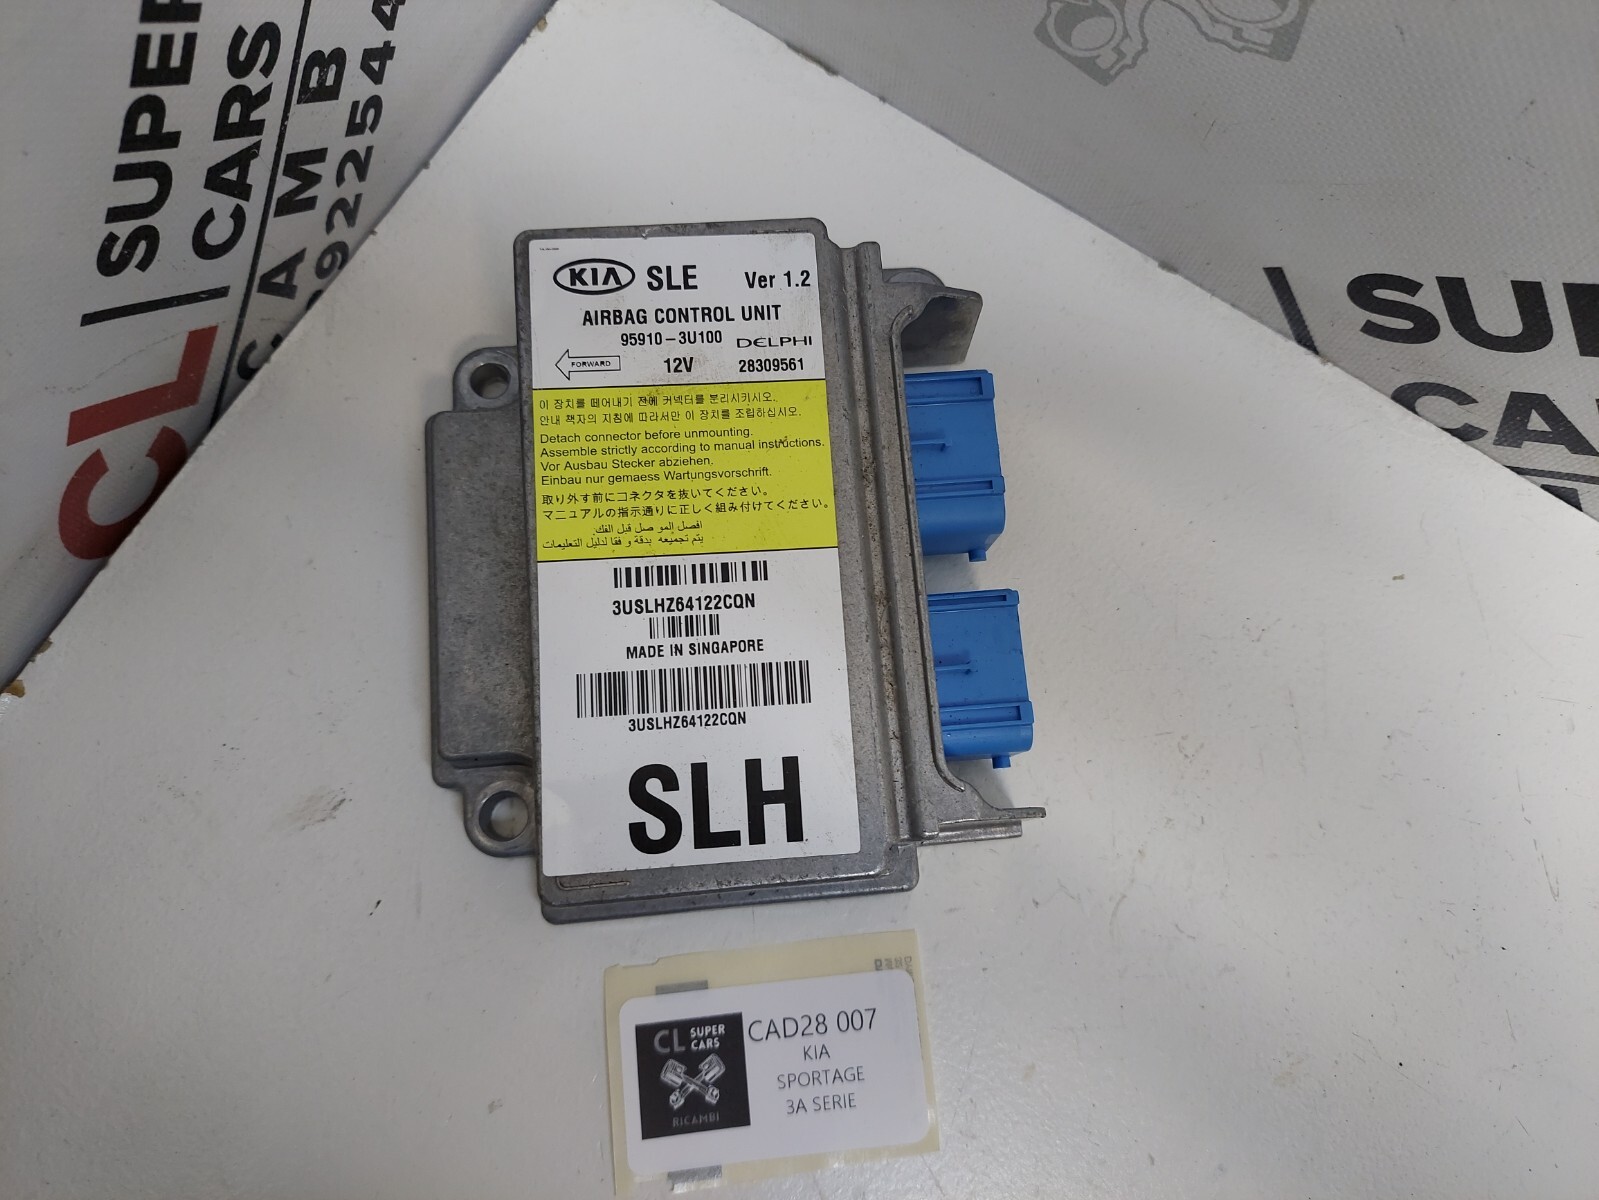 SUPER
CARS
CL
AMB
922544
KIA SLE Ver 1.2
AIRBAG CONTROL UNIT
95910-3U100 DELPHI
FORWARD 12V 28309561
이 장치를 떼어내기 전에 커넥터를 분리시키시오.
안내 책자의 지침에 따라서만 이 장치를 조립하십시오.
Detach connector before unmounting.
Assemble strictly according to manual instructions.
Vor Ausbau Stecker abziehen.
Einbau nur gemaess Wartungsvorschrift.
取り外す前にコネクタを抜いてください。
マニュアルの指示通りに正しく組み付けてください。
افصل المو صل قبل الفك.
يتم تجميعه بدقة و فقا لدليل التعليمات
3USLHZ64122CQN
MADE IN SINGAPORE
3USLHZ64122CQN
SLH
SU
CA
CL SUPER CARS
RICAMBI
CAD28 007
KIA
SPORTAGE
3A SERIE